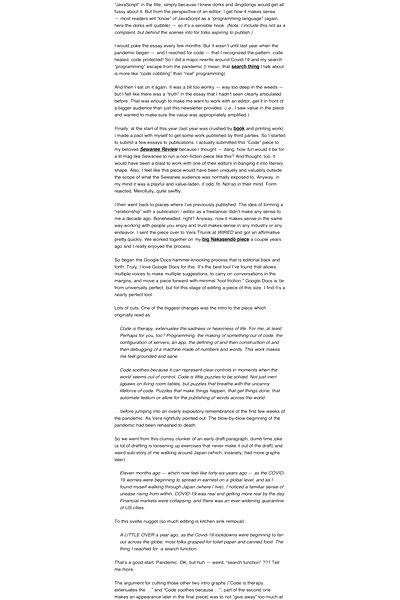 "JavaScript" in the title, simply because I knew dorks and dingdongs would get all
fussy about it. But from the perspective of an editor, I get how it makes sense
— most readers will "know" of JavaScript as a "programming language" (again,
here the dorks will quibble) — so it's a sensible hook. (Note: I include this not as a
complaint, but behind the scenes info for folks aspiring to publish.)
I would poke the essay every few months. But it wasn't until last year when the
pandemic began — and I reached for code — that I recognized the pattern: code
healed, code protected! So I did a major rewrite around Covid-19 and my search
"programming" escape from the pandemic (I mean, that search thing I talk about
is more like "code cobbling" than "real" programming)
And then I sat on it again. It was a bit too wonky — way too deep in the weeds —
but I felt like there was a "truth" in the essay that I hadn't seen clearly articulated
before. That was enough to make me want to work with an editor, get it in front of
a bigger audience than just this newsletter provides. (i.e., I saw value in the piece
and wanted to make sure the value was appropriately amplified.)
Finally, at the start of this year (last year was crushed by book and printing work)
I made a pact with myself to get some work published by third parties. So I started
to submit a few essays to publications. I actually submitted this "Code" piece to
my beloved Sewanee Review because I thought — dang, how fun would it be for
a lit mag like Sewanee to run a non-fiction piece like this? And thought, too, it
would have been a blast to work with one of their editors in banging it into literary
shape. Also, I feel like this piece would have been uniquely and valuably outside
the scope of what the Sewanee audience was normally exposed to. Anyway, in
my mind it was a playful and value-laden, if odd, fit. Not so in their mind. Form
rejected. Mercifully, quite swiftly.
I then went back to places where I've previously published. The idea of forming a
"relationship" with a publication / editor as a freelancer didn't make any sense to
me a decade ago. Boneheaded, right? Anyway, now it makes sense in the same
way working with people you enjoy and trust makes sense in any industry or any
endeavor. I sent the piece over to Vera Titunik at WIRED and got an affirmative
pretty quickly. We worked together on my big Nakasendō piece a couple years
ago and I really enjoyed the process.
So began the Google Docs hammer-knocking process that is editorial back and
forth. Truly, I love Google Docs for this. It's the best tool I've found that allows
multiple voices to make multiple suggestions, to carry on conversations in the
margins, and move a piece forward with minimal "tool friction." Google Docs is far
from universally perfect, but for this stage of editing a piece of this size, I find it's a
nearly perfect tool.
Lots of cuts. One of the biggest changes was the intro to the piece which
originally read as:
Code is therapy, extenuates the sadness or heaviness of life. For me, at least.
Perhaps for you, too? Programming, the making of something out of code, the
configuration of servers, an app, the defining of and then construction of and
then debugging of a machine made of numbers and words. This work makes
me feel grounded and sane.
Code soothes because it can represent clear controls in moments when the
world seems out of control. Code is little puzzles to be solved. Not just inert
jigsaws on living room tables, but puzzles that breathe with the uncanny
lifeforce of code. Puzzles that make things happen, that get things done, that
automate tedium or allow for the publishing of words across the world.
… before jumping into an overly expository remembrance of the first few weeks of
the pandemic. As Vera rightfully pointed out: The blow-by-blow beginning of the
pandemic had been rehashed to death.
So we went from this clumsy clunker of an early draft paragraph, dumb time joke
(a lot of drafting is loosening up exercises that never make it out of the draft) and
weird sub-story of me walking around Japan (which, insanely, had more graphs
later):
Eleven months ago — which now feel like forty-six years ago — as the COVID-
19 worries were beginning to spread in earnest on a global level, and as I
found myself walking through Japan (where I live), I noticed a familiar sense of
unease rising from within. COVID-19 was real and getting more real by the day.
Financial markets were collapsing, and there was an ever-widening quarantine
of US cities.
To this svelte nugget (so much editing is kitchen sink removal):
A LITTLE OVER a year ago, as the Covid-19 lockdowns were beginning to fan
out across the globe, most folks grasped for toilet paper and canned food. The
thing I reached for: a search function.
That's a good start: Pandemic, OK, but huh — weird, "search function" ??? Tell
me more.
The argument for cutting those other two intro graphs ("Code is therapy,
extenuates the …" and "Code soothes because …", part of the second one
makes an appearance later in the final piece) was to not "give away" too much at